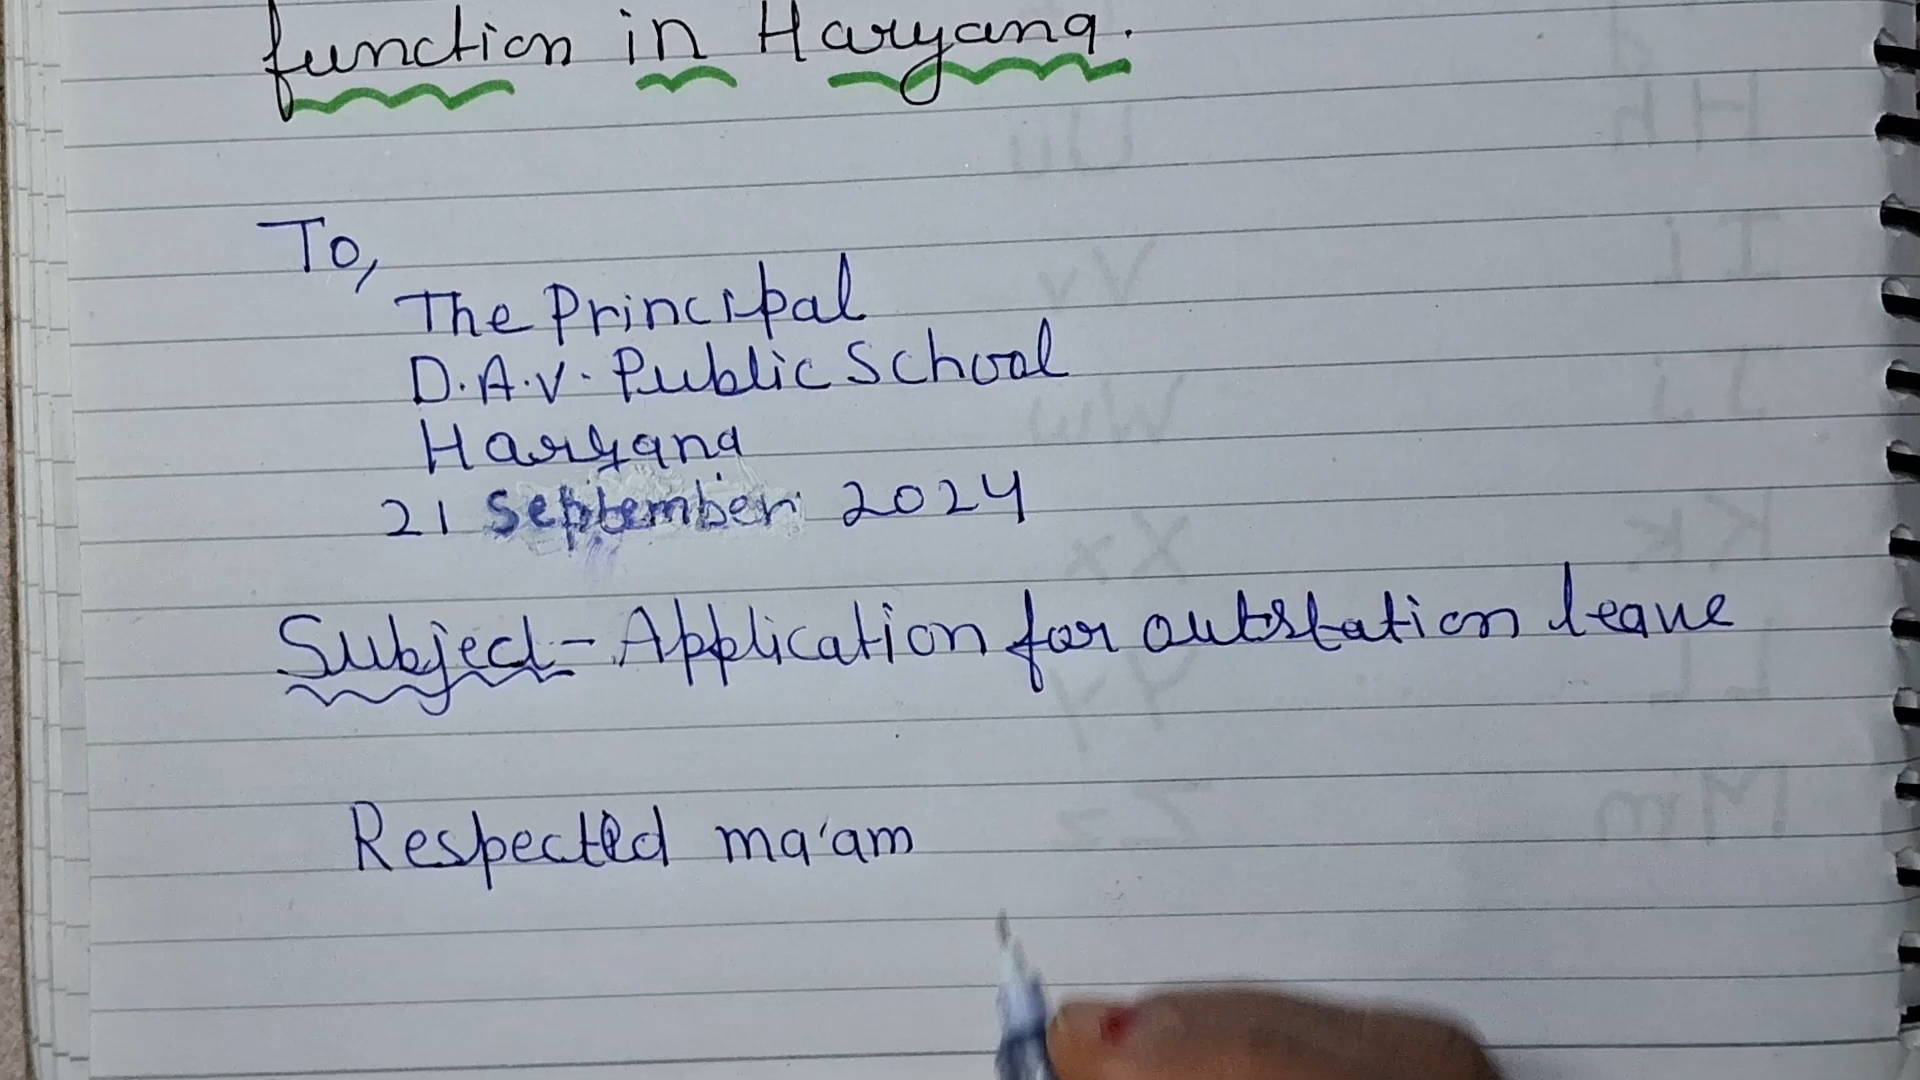 function in Haryana.
To,
The Principal
D.A.V. Public School
Haryana
21 September 2024
Subject - Application for outstation leave
Respected ma'am